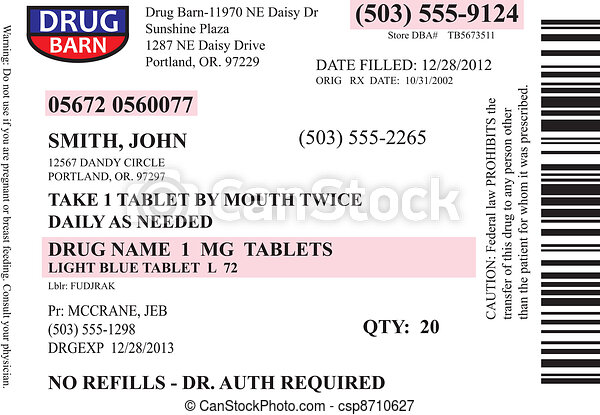 DRUG
BARN
Drug Barn-11970 NE Daisy Dr
Sunshine Plaza
1287 NE Daisy Drive
Portland, OR. 97229
(503) 555-9124
Store DBA# TB5673511
DATE FILLED: 12/28/2012
ORIG RX DATE: 10/31/2002
05672 0560077
SMITH, JOHN
(503) 555-2265
12567 DANDY CIRCLE
PORTLAND, OR. 97297
TAKE 1 TABLET BY MOUTH TWICE
DAILY AS NEEDED
DRUG NAME 1 MG TABLETS
LIGHT BLUE TABLET L 72
Lblr: FUDJRAK
Pr: MCCRANE, JEB
(503) 555-1298
DRGEXP 12/28/2013
QTY: 20
NO REFILLS - DR. AUTH REQUIRED
Warning: Do not use if you are pregnant or breast feeding. Consult your physician.
CAUTION: Federal law PROHIBITS the
transfer of this drug to any person other
than the patient for whom it was prescribed.
© CanStockPhoto.com
© CanStockPhoto.com - csp8710627